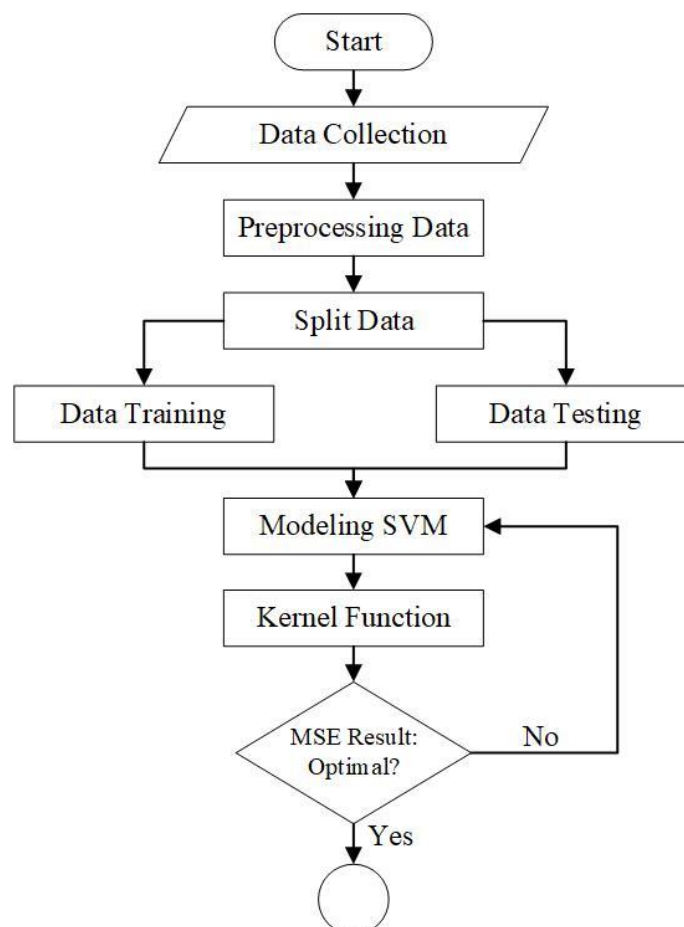 Start
Data Collection
Preprocessing Data
Split Data
Data Training
Data Testing
Modeling SVM
Kernel Function
MSE Result:
Optimal?
No
Yes